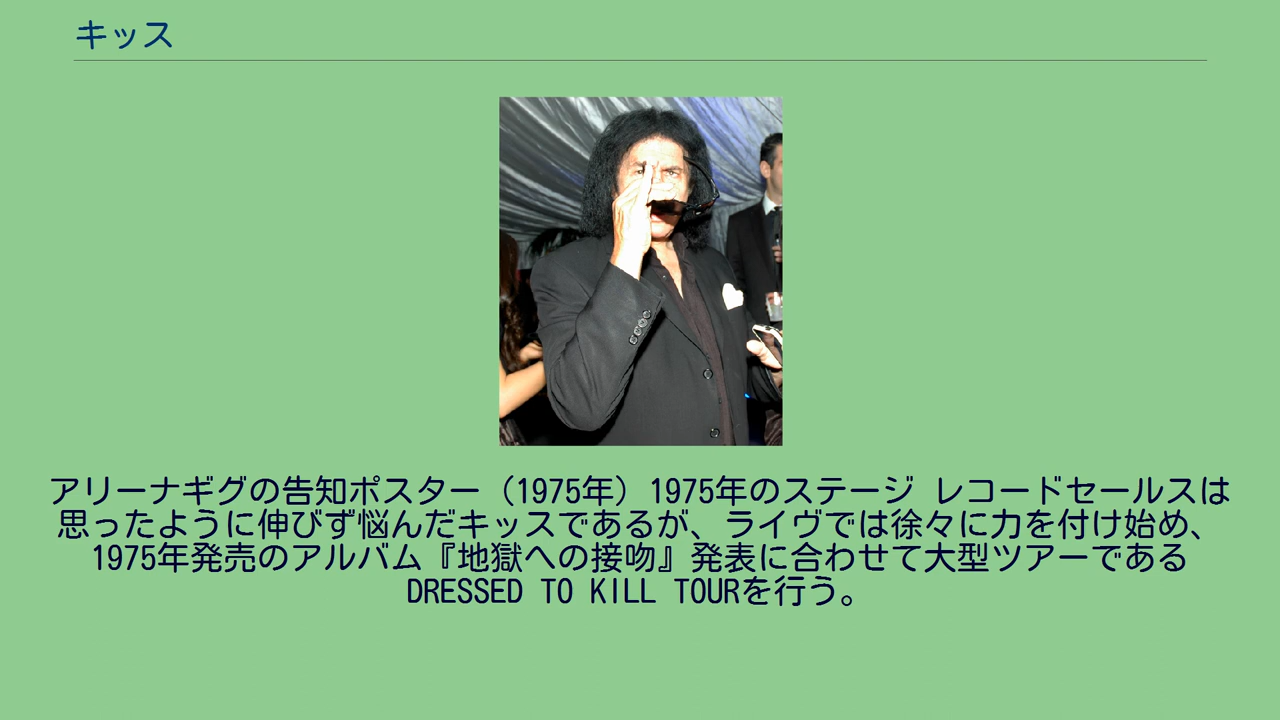 キッス
アリーナギグの告知ポスター（1975年）1975年のステージ レコードセールスは
思ったように伸びず悩んだキッスであるが、ライヴでは徐々に力を付け始め、
1975年発売のアルバム『地獄への接吻』発表に合わせて大型ツアーである
DRESSED TO KILL TOURを行う。